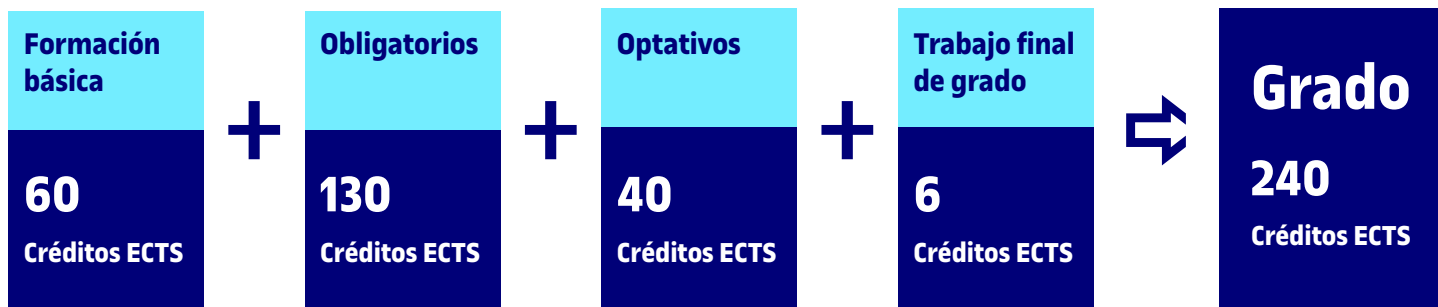 Formación
básica
60
Créditos ECTS
+
Obligatorios
130
Créditos ECTS
+
Optativos
40
Créditos ECTS
+
Trabajo final
de grado
6
Créditos ECTS
Grado
240
Créditos ECTS